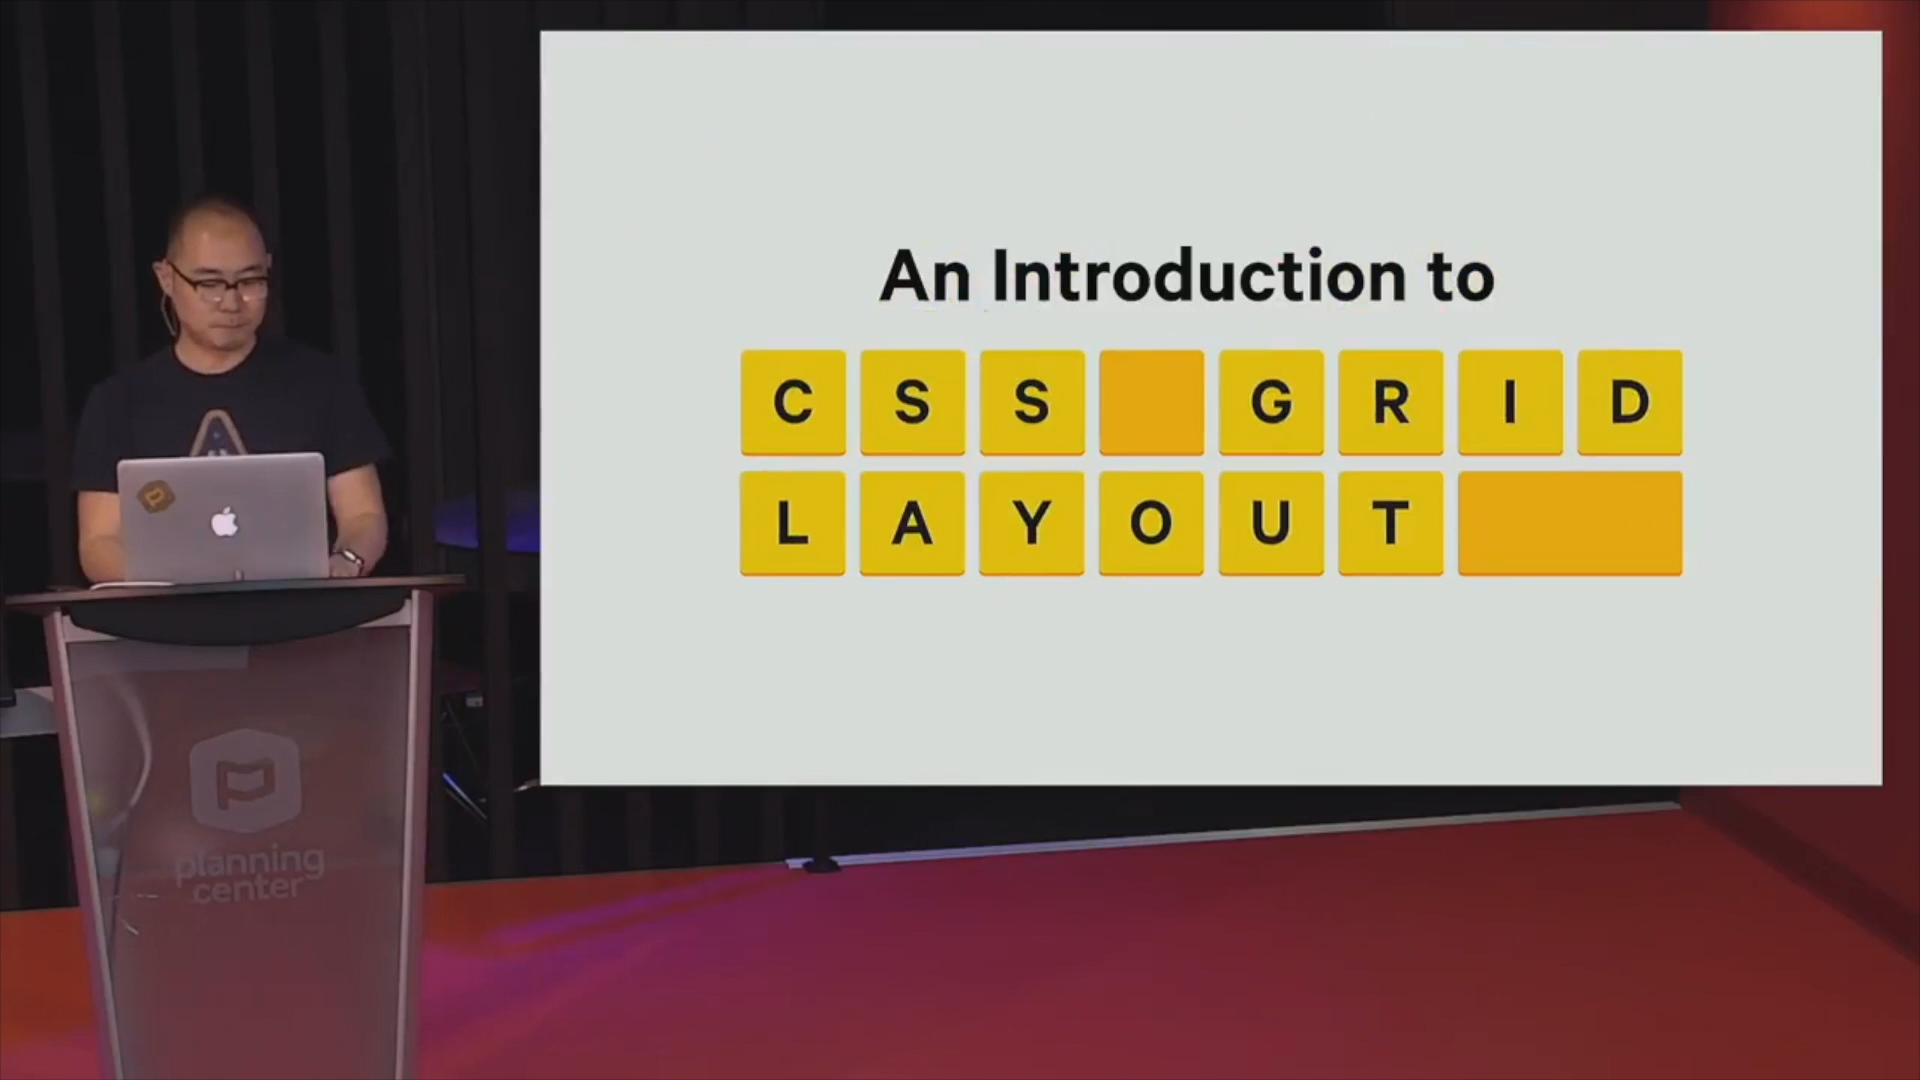 An Introduction to
CSS GRID
LAYOUT
planning
center